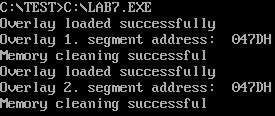 C:\TEST>C:\LAB7.EXE
Overlay loaded successfully
Overlay 1. segment address:  047DH
Memory cleaning successful
Overlay loaded successfully
Overlay 2. segment address:  047DH
Memory cleaning successful